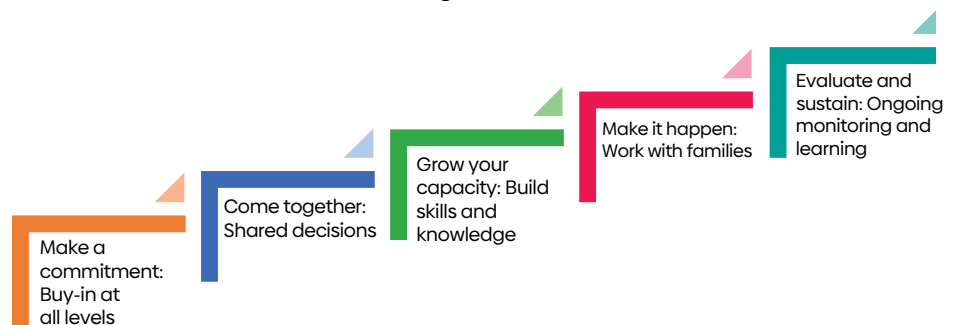 Make a
commitment:
Buy-in at
all levels
Come together:
Shared decisions
Grow your
capacity: Build
skills and
knowledge
Make it happen:
Work with families
Evaluate and
sustain: Ongoing
monitoring and
learning